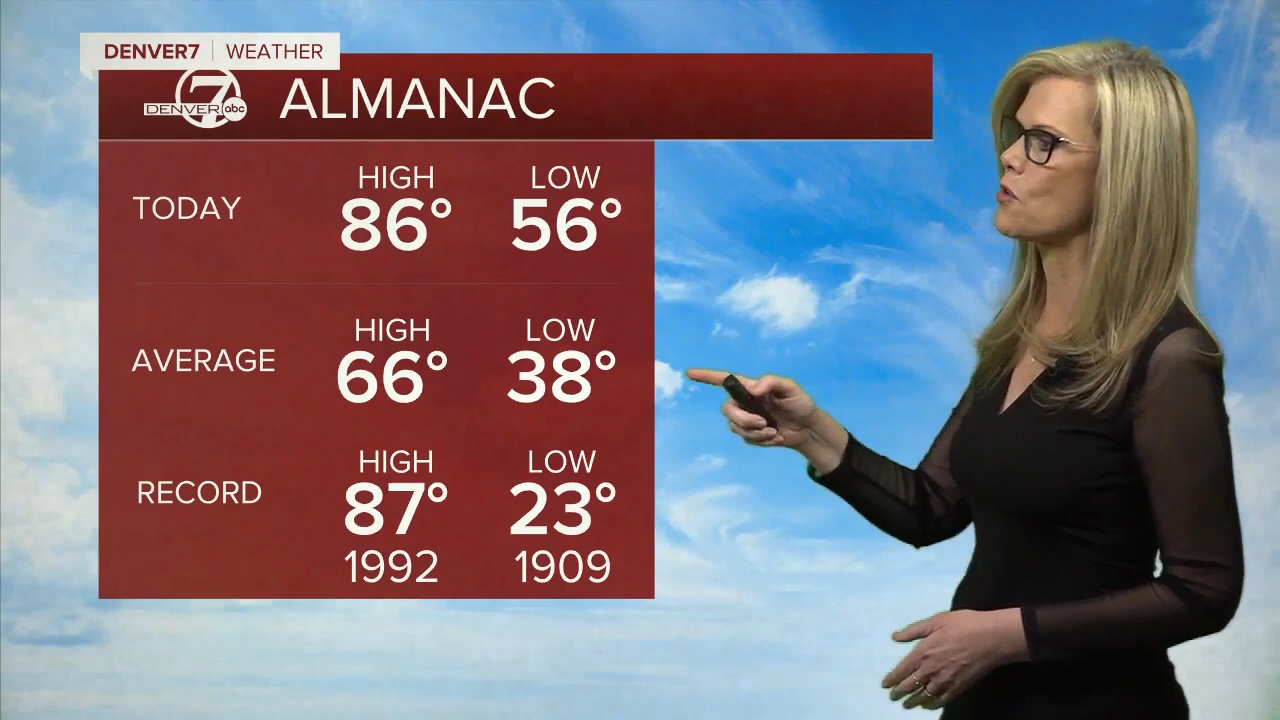 DENVER7 | WEATHER
7
DENVER abc
ALMANAC
HIGH LOW
TODAY 86° 56°
HIGH LOW
AVERAGE 66° 38°
HIGH LOW
RECORD 87° 23°
1992 1909